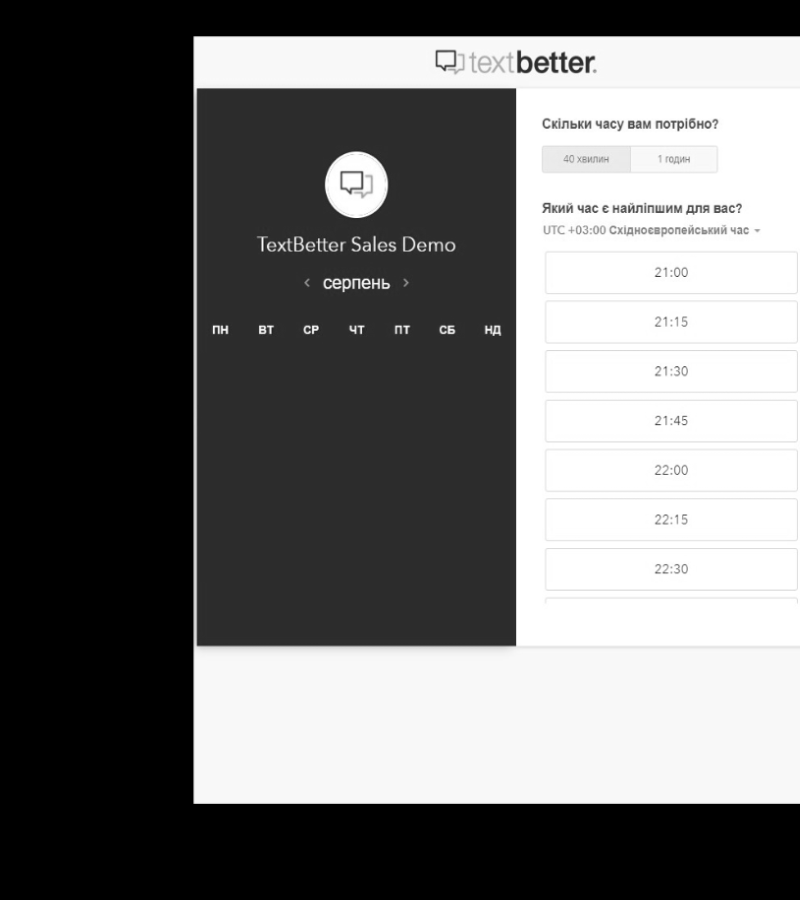 textbetter.
TextBetter Sales Demo
‹ серпень ›
ПН ВТ СР ЧТ ПТ СБ НД
Скільки часу вам потрібно?
40 хвилин 1 годин
Який час є найліпшим для вас?
UTC +03:00 Східноєвропейський час
21:00
21:15
21:30
21:45
22:00
22:15
22:30